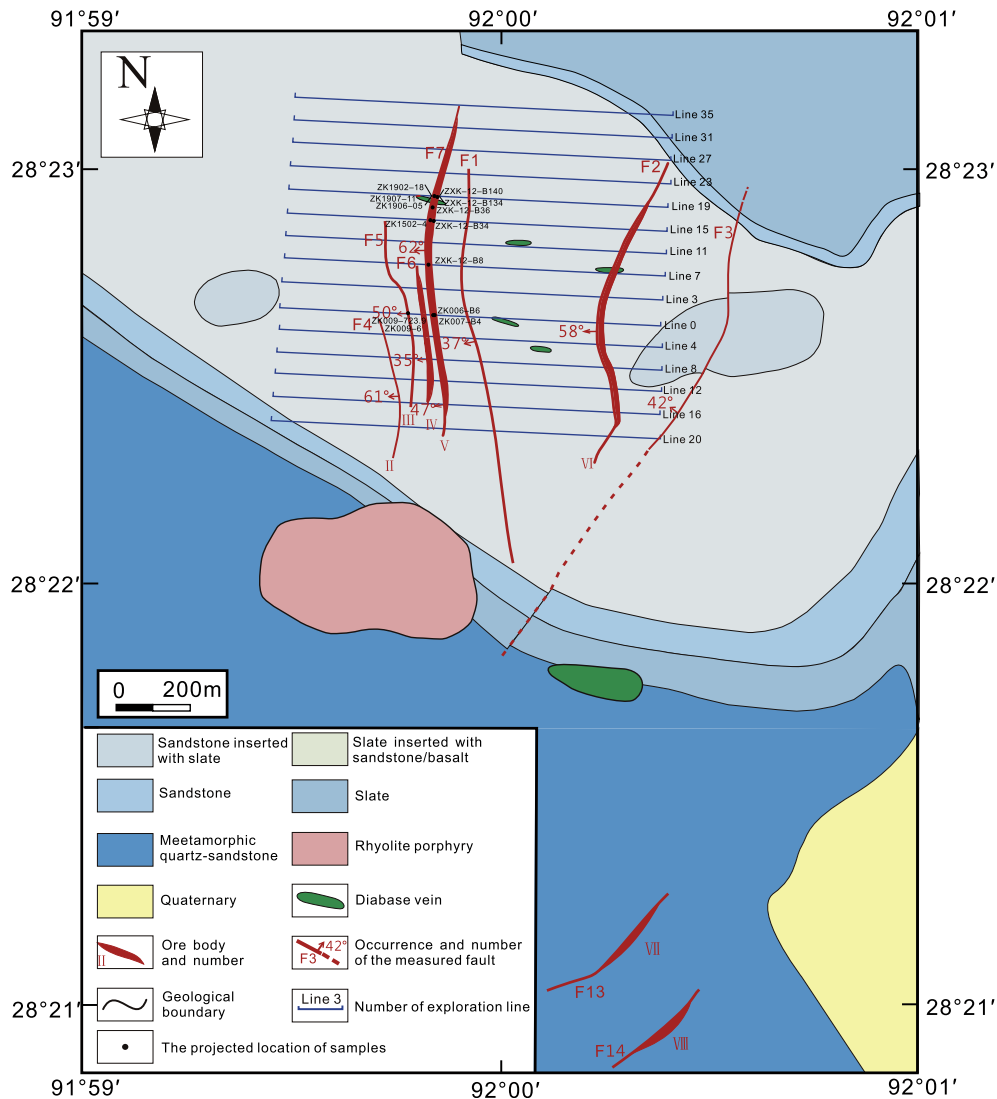 91°59′
92°00′
92°01′
N
28°23′
28°23′
Line 35
Line 31
Line 27
Line 23
Line 19
Line 15
Line 11
Line 7
Line 3
Line 0
Line 4
Line 8
Line 12
Line 16
Line 20
F7
F1
F2
F3
F5
F6
F4
ZK1902-18
ZK1907-11
ZK1906-05
ZK1502-4
ZXK-12-B140
ZXK-12-B134
ZXK-12-B36
ZXK-12-B34
ZXK-12-B8
ZK006-B6
ZK007-B4
ZK009-6
62°
50°
37°
58°
35°
61°
47°
42°
II
III
IV
V
VI
28°22′
28°22′
0 200m
Sandstone inserted
with slate
Slate inserted with
sandstone/basalt
Sandstone
Slate
Meetamorphic
quartz-sandstone
Rhyolite porphyry
Quaternary
Diabase vein
II
Ore body
and number
F3
42°
Occurrence and number
of the measured fault
Geological
boundary
Line 3
Number of exploration line
The projected location of samples
VII
F13
F14
VIII
28°21′
28°21′
91°59′
92°00′
92°01′